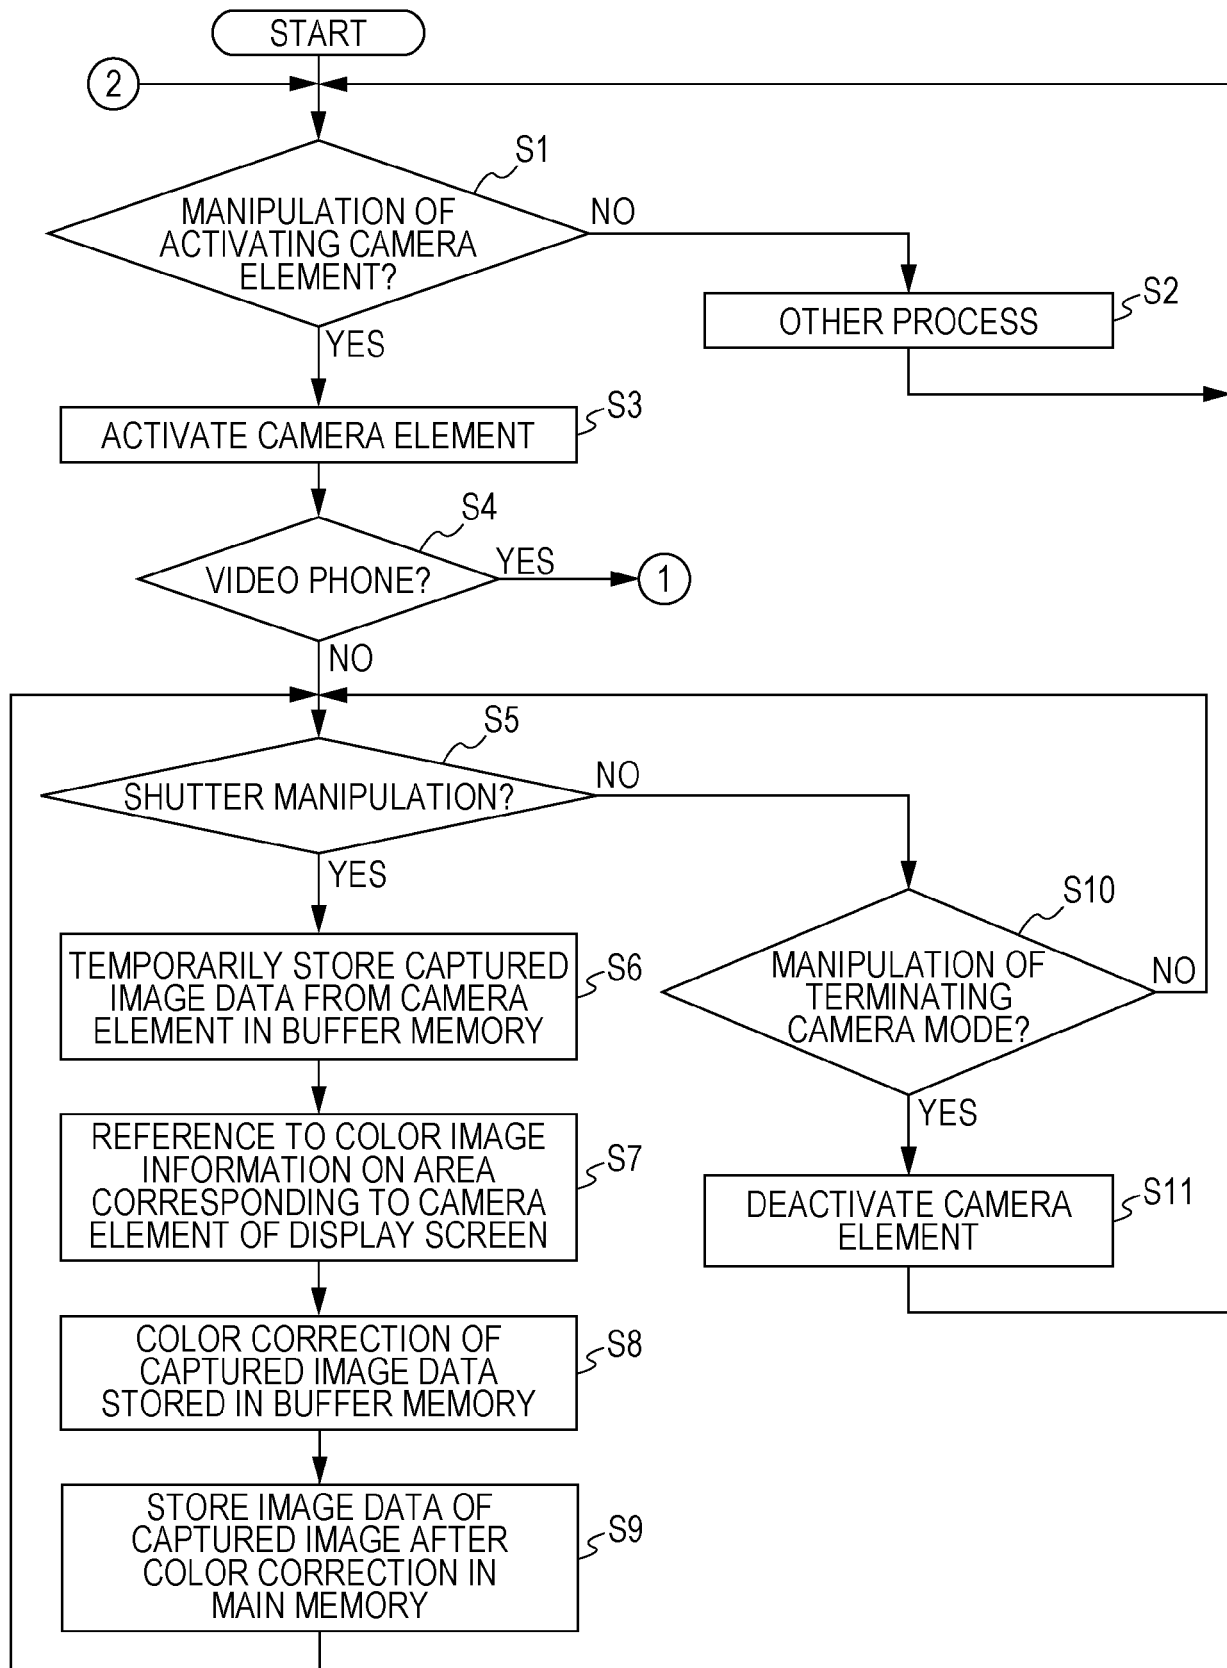 START
2
S1
MANIPULATION OF
ACTIVATING CAMERA
ELEMENT?
NO
YES
S2
OTHER PROCESS
S3
ACTIVATE CAMERA ELEMENT
S4
VIDEO PHONE?
YES
1
NO
S5
SHUTTER MANIPULATION?
NO
YES
S6
TEMPORARILY STORE CAPTURED
IMAGE DATA FROM CAMERA
ELEMENT IN BUFFER MEMORY
S10
MANIPULATION OF
TERMINATING
CAMERA MODE?
NO
YES
S7
REFERENCE TO COLOR IMAGE
INFORMATION ON AREA
CORRESPONDING TO CAMERA
ELEMENT OF DISPLAY SCREEN
S11
DEACTIVATE CAMERA
ELEMENT
S8
COLOR CORRECTION OF
CAPTURED IMAGE DATA
STORED IN BUFFER MEMORY
S9
STORE IMAGE DATA OF
CAPTURED IMAGE AFTER
COLOR CORRECTION IN
MAIN MEMORY